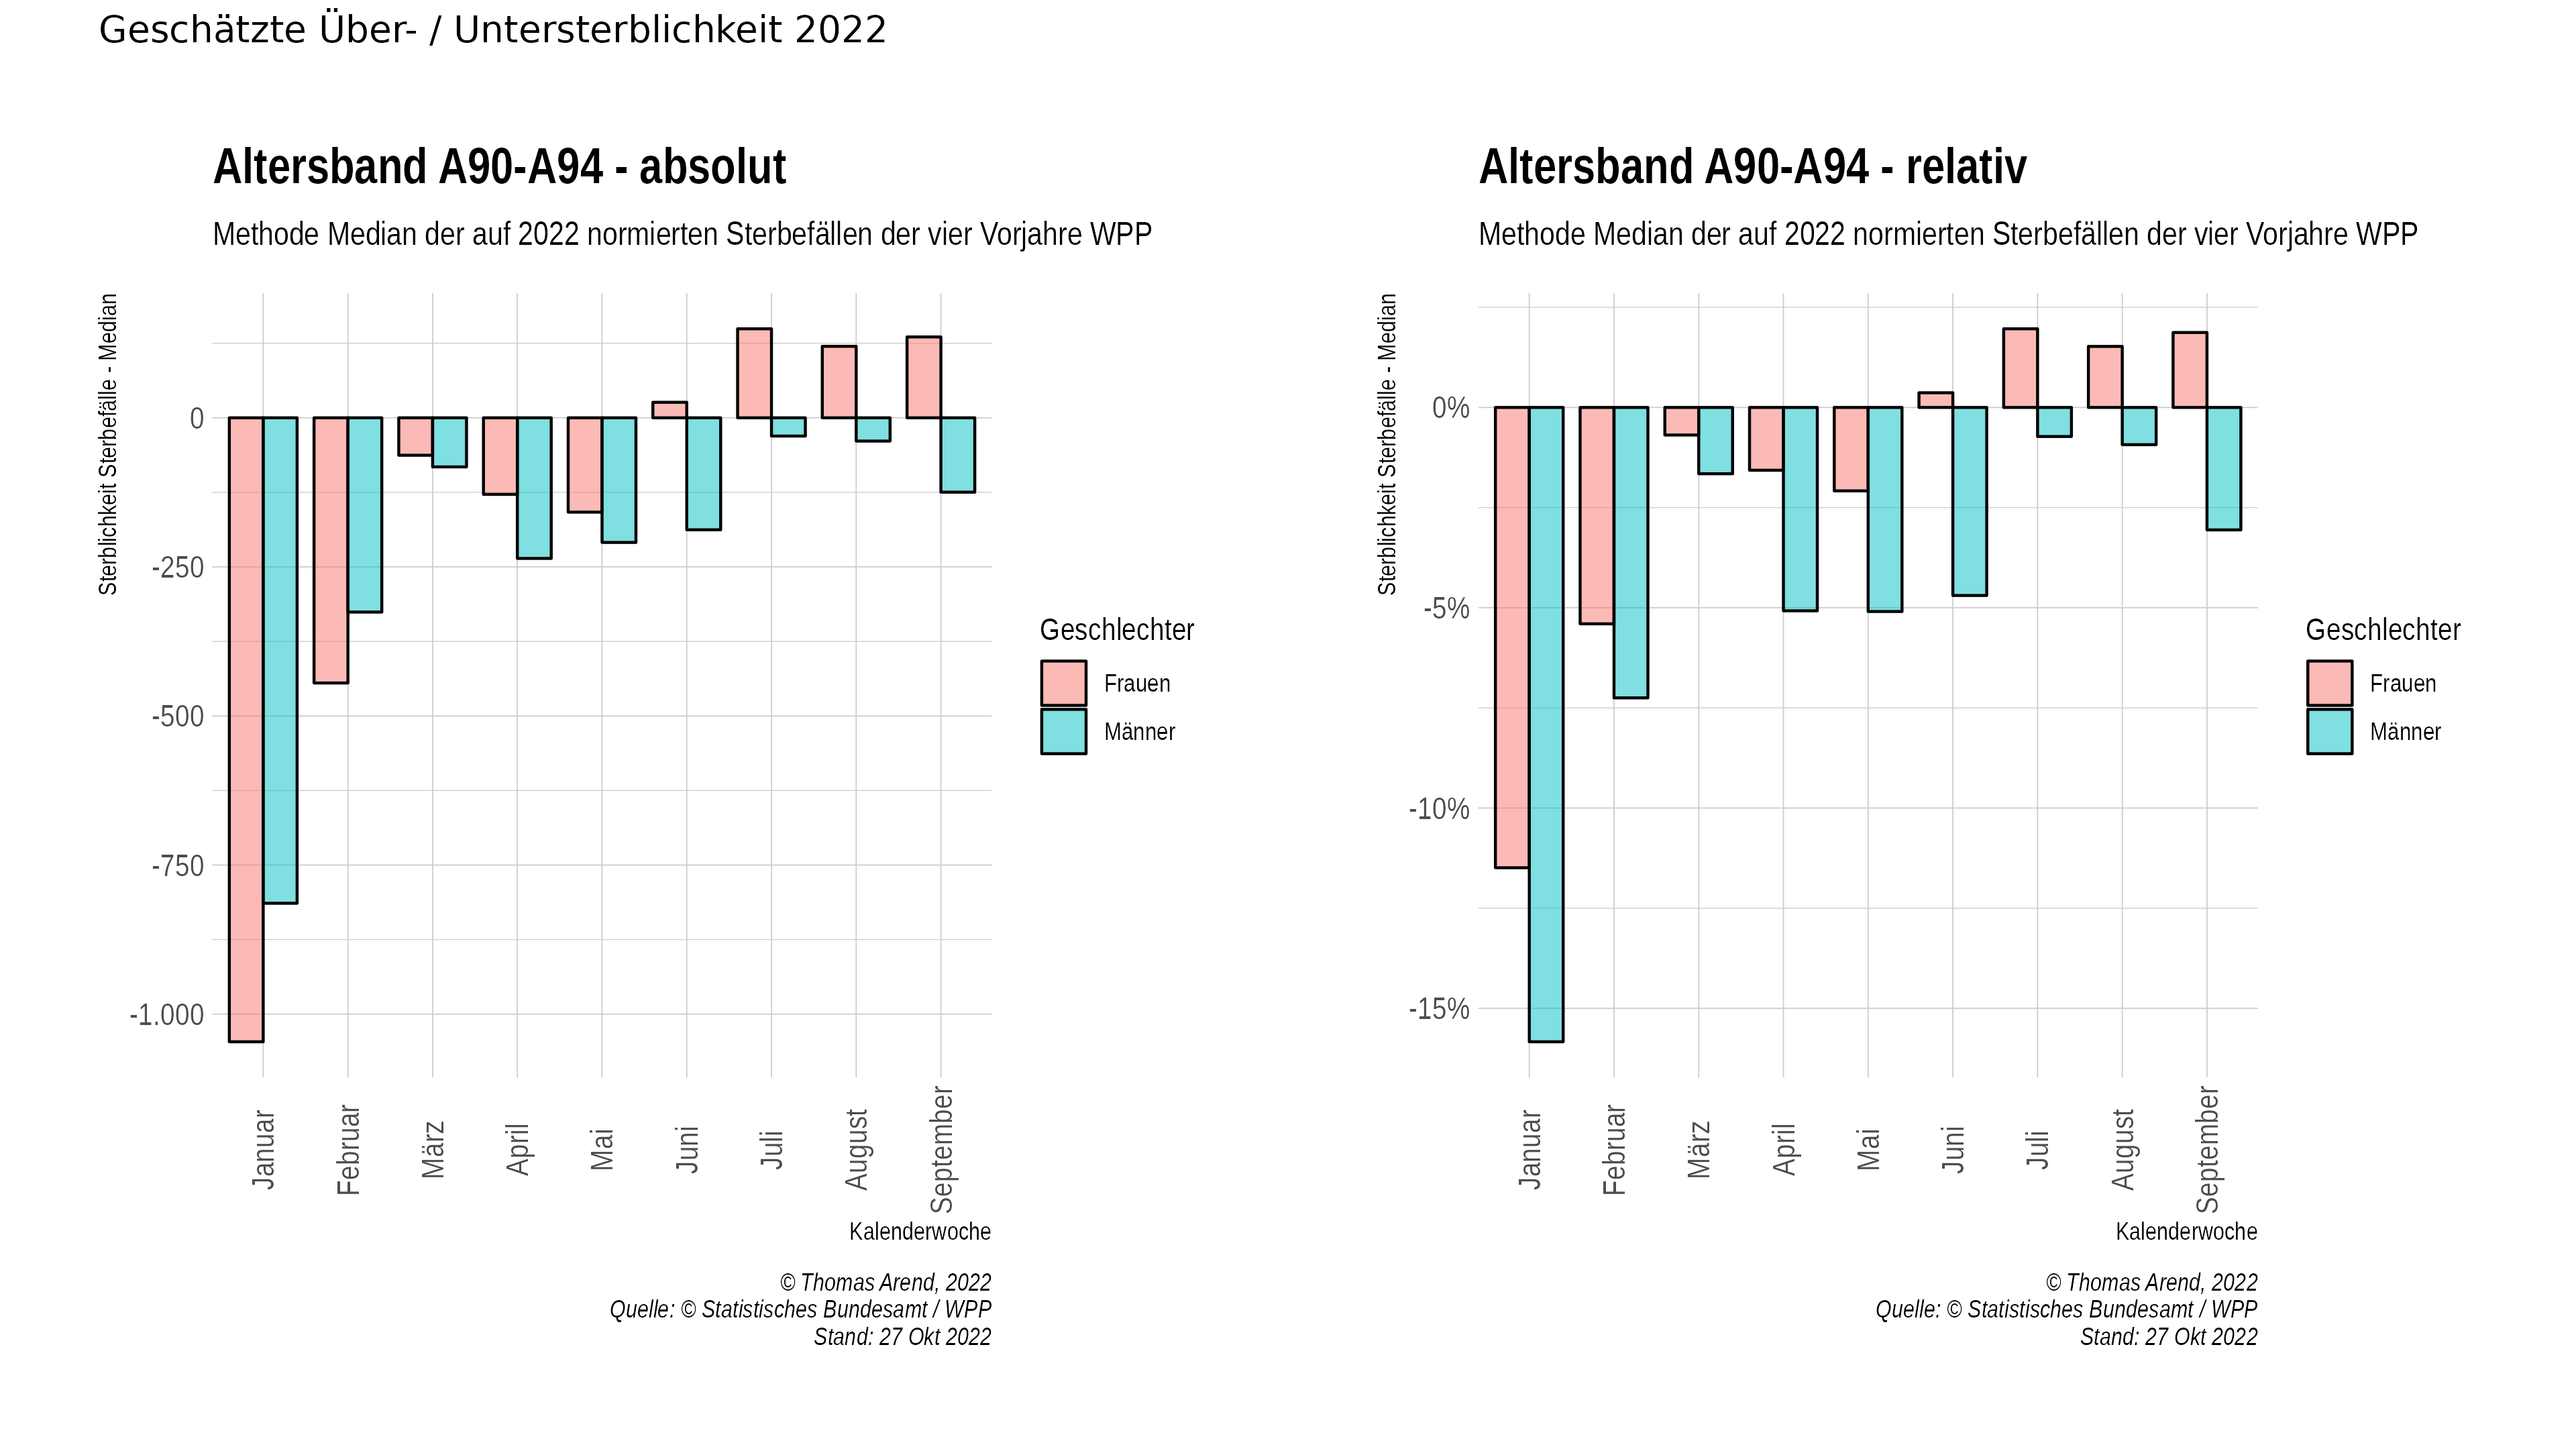 Geschätzte Über- / Untersterblichkeit 2022
Altersband A90-A94 - absolut
Methode Median der auf 2022 normierten Sterbefällen der vier Vorjahre WPP
Sterblichkeit Sterbefälle - Median
0
-250
-500
-750
-1.000
Januar
Februar
März
April
Mai
Juni
Juli
August
September
Kalenderwoche
Geschlechter
Frauen
Männer
© Thomas Arend, 2022
Quelle: © Statistisches Bundesamt / WPP
Stand: 27 Okt 2022
Altersband A90-A94 - relativ
Methode Median der auf 2022 normierten Sterbefällen der vier Vorjahre WPP
Sterblichkeit Sterbefälle - Median
0%
-5%
-10%
-15%
Januar
Februar
März
April
Mai
Juni
Juli
August
September
Kalenderwoche
Geschlechter
Frauen
Männer
© Thomas Arend, 2022
Quelle: © Statistisches Bundesamt / WPP
Stand: 27 Okt 2022